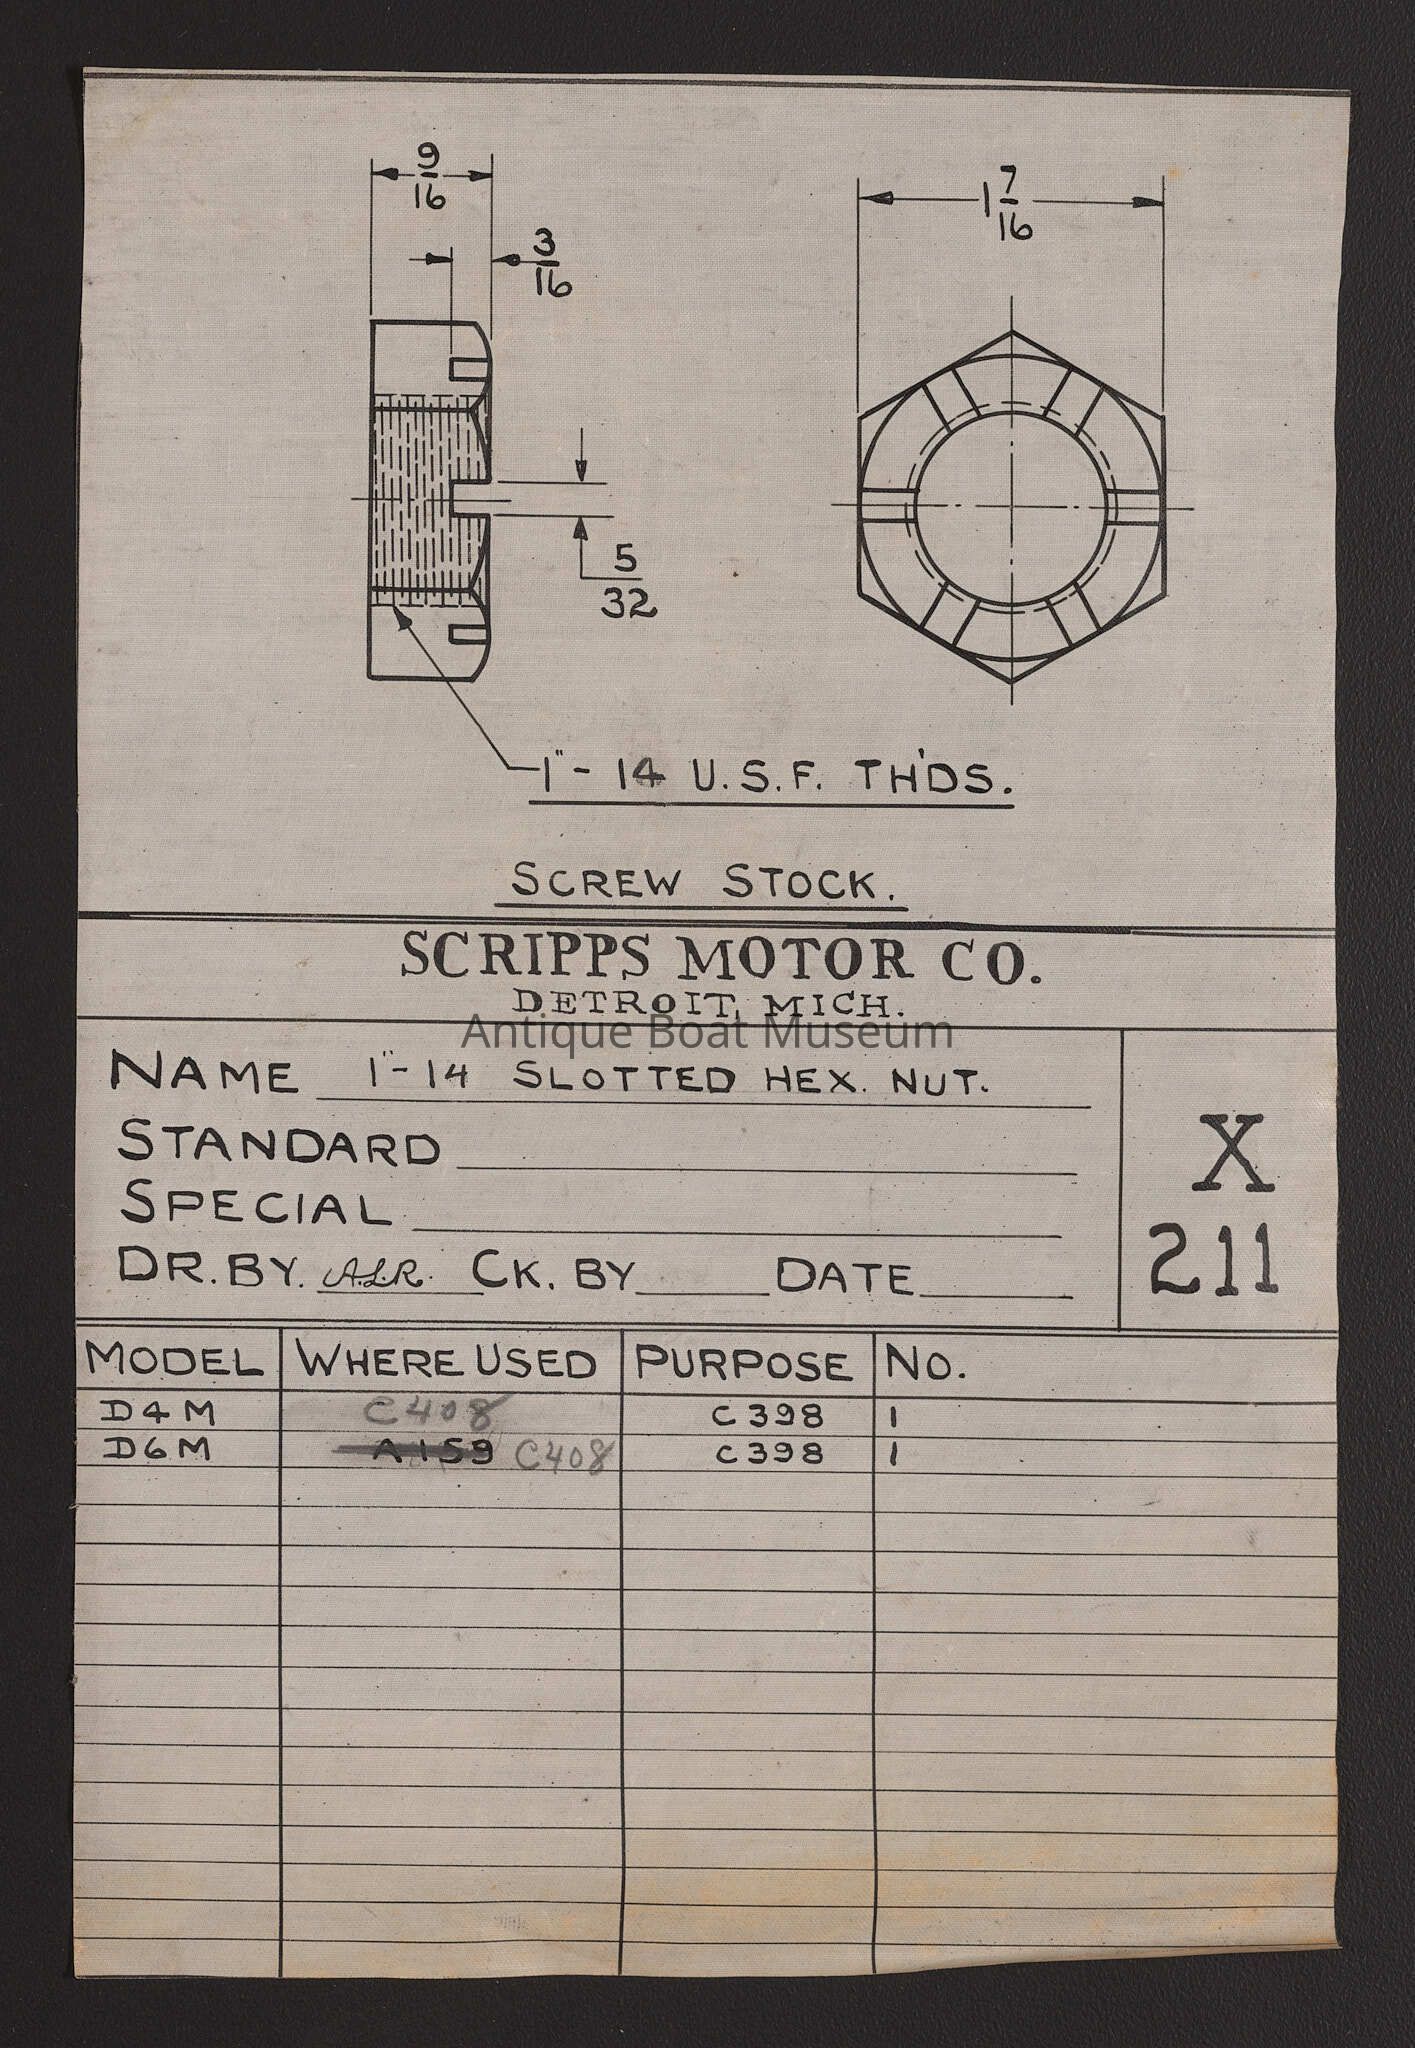 9/16
3/16
1 7/16
5/32
1"- 14 U.S.F. TH'DS.
SCREW STOCK.
SCRIPPS MOTOR CO.
DETROIT, MICH.
Antique Boat Museum
NAME 1"-14 SLOTTED HEX. NUT.
STANDARD
SPECIAL
DR. BY. A.L.R. CK. BY DATE
X
211
MODEL WHERE USED PURPOSE NO.
D4M C408 C398 1
D6M A159 C408 C398 1